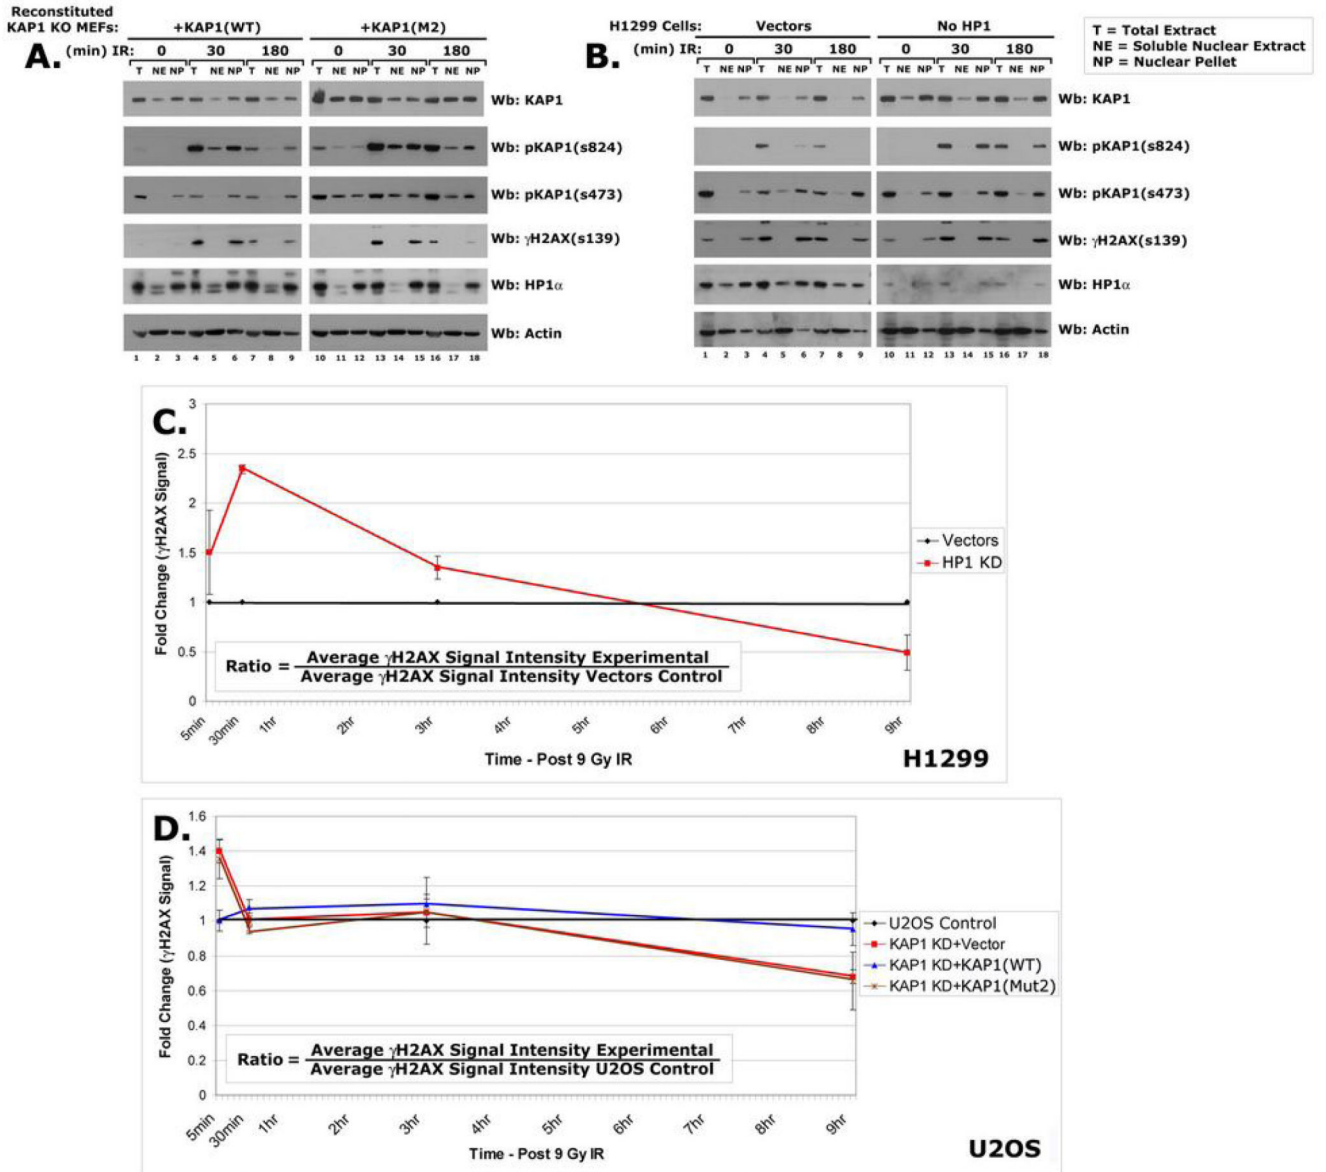 Reconstituted
KAP1 KO MEFs:
+KAP1(WT)
+KAP1(M2)
A.
(min) IR: 0 30 180 0 30 180
T NE NP T NE NP T NE NP T NE NP T NE NP T NE NP
Wb: KAP1
Wb: pKAP1(s824)
Wb: pKAP1(s473)
Wb: γH2AX(s139)
Wb: HP1α
Wb: Actin
1 2 3 4 5 6 7 8 9 10 11 12 13 14 15 16 17 18
H1299 Cells: Vectors No HP1
B.
(min) IR: 0 30 180 0 30 180
T NE NP T NE NP T NE NP T NE NP T NE NP T NE NP
Wb: KAP1
Wb: pKAP1(s824)
Wb: pKAP1(s473)
Wb: γH2AX(s139)
Wb: HP1α
Wb: Actin
1 2 3 4 5 6 7 8 9 10 11 12 13 14 15 16 17 18
T = Total Extract
NE = Soluble Nuclear Extract
NP = Nuclear Pellet
C.
Fold Change (γH2AX Signal)
3
2.5
2
1.5
1
0.5
0
Vectors
HP1 KD
Ratio = Average γH2AX Signal Intensity Experimental
Average γH2AX Signal Intensity Vectors Control
5min 30min 1hr 2hr 3hr 4hr 5hr 6hr 7hr 8hr 9hr
Time - Post 9 Gy IR
H1299
D.
Fold Change (γH2AX Signal)
1.6
1.4
1.2
1
0.8
0.6
0.4
0.2
0
U2OS Control
KAP1 KD+Vector
KAP1 KD+KAP1(WT)
KAP1 KD+KAP1(Mut2)
Ratio = Average γH2AX Signal Intensity Experimental
Average γH2AX Signal Intensity U2OS Control
5min 30min 1hr 2hr 3hr 4hr 5hr 6hr 7hr 8hr 9hr
Time - Post 9 Gy IR
U2OS